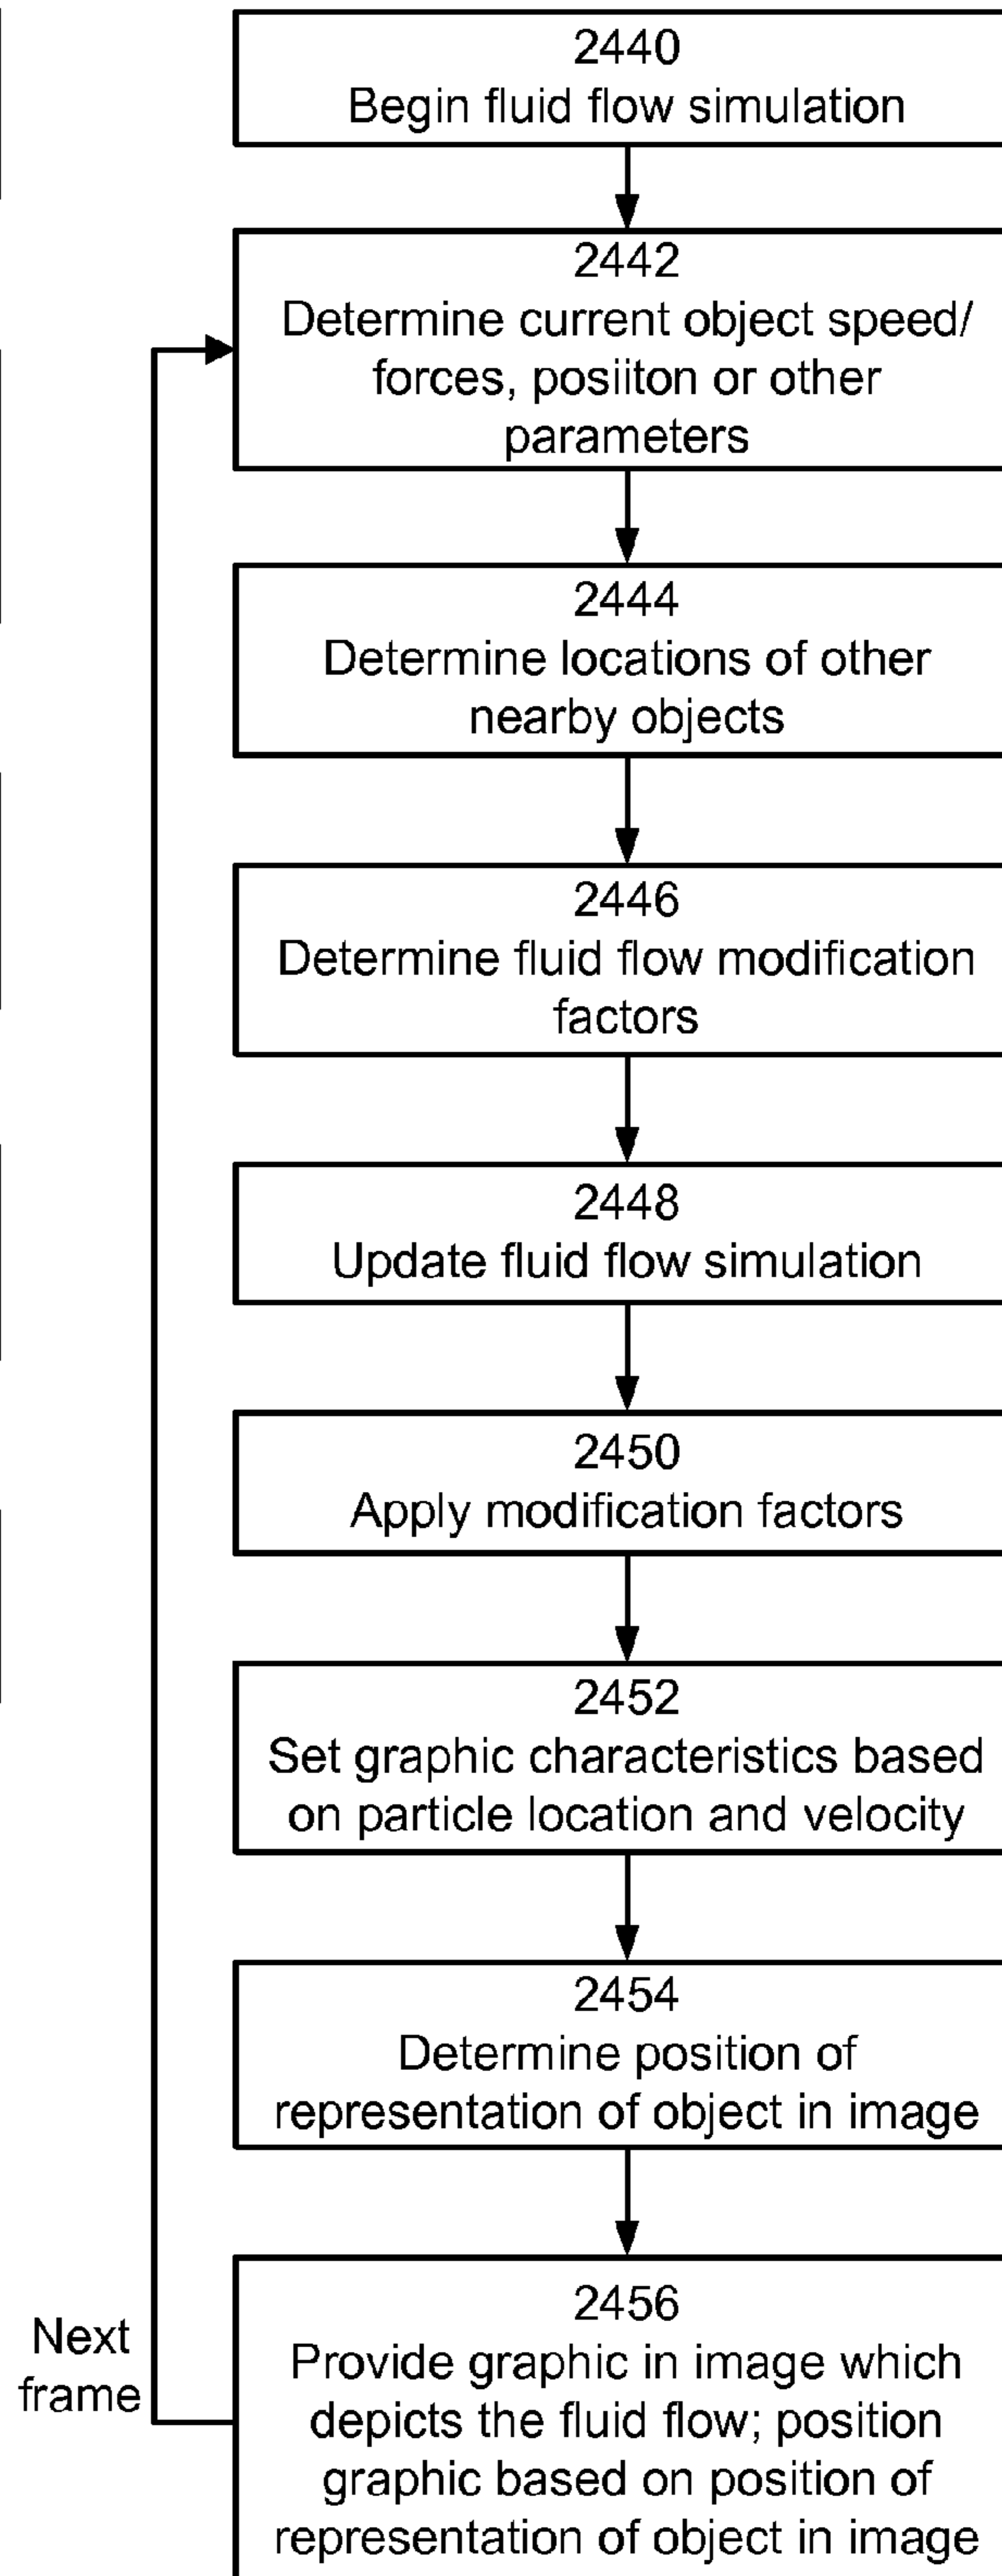 2440
Begin fluid flow simulation
2442
Determine current object speed/
forces, posiiton or other
parameters
2444
Determine locations of other
nearby objects
2446
Determine fluid flow modification
factors
2448
Update fluid flow simulation
2450
Apply modification factors
2452
Set graphic characteristics based
on particle location and velocity
2454
Determine position of
representation of object in image
2456
Provide graphic in image which
depicts the fluid flow; position
graphic based on position of
representation of object in image
Next
frame